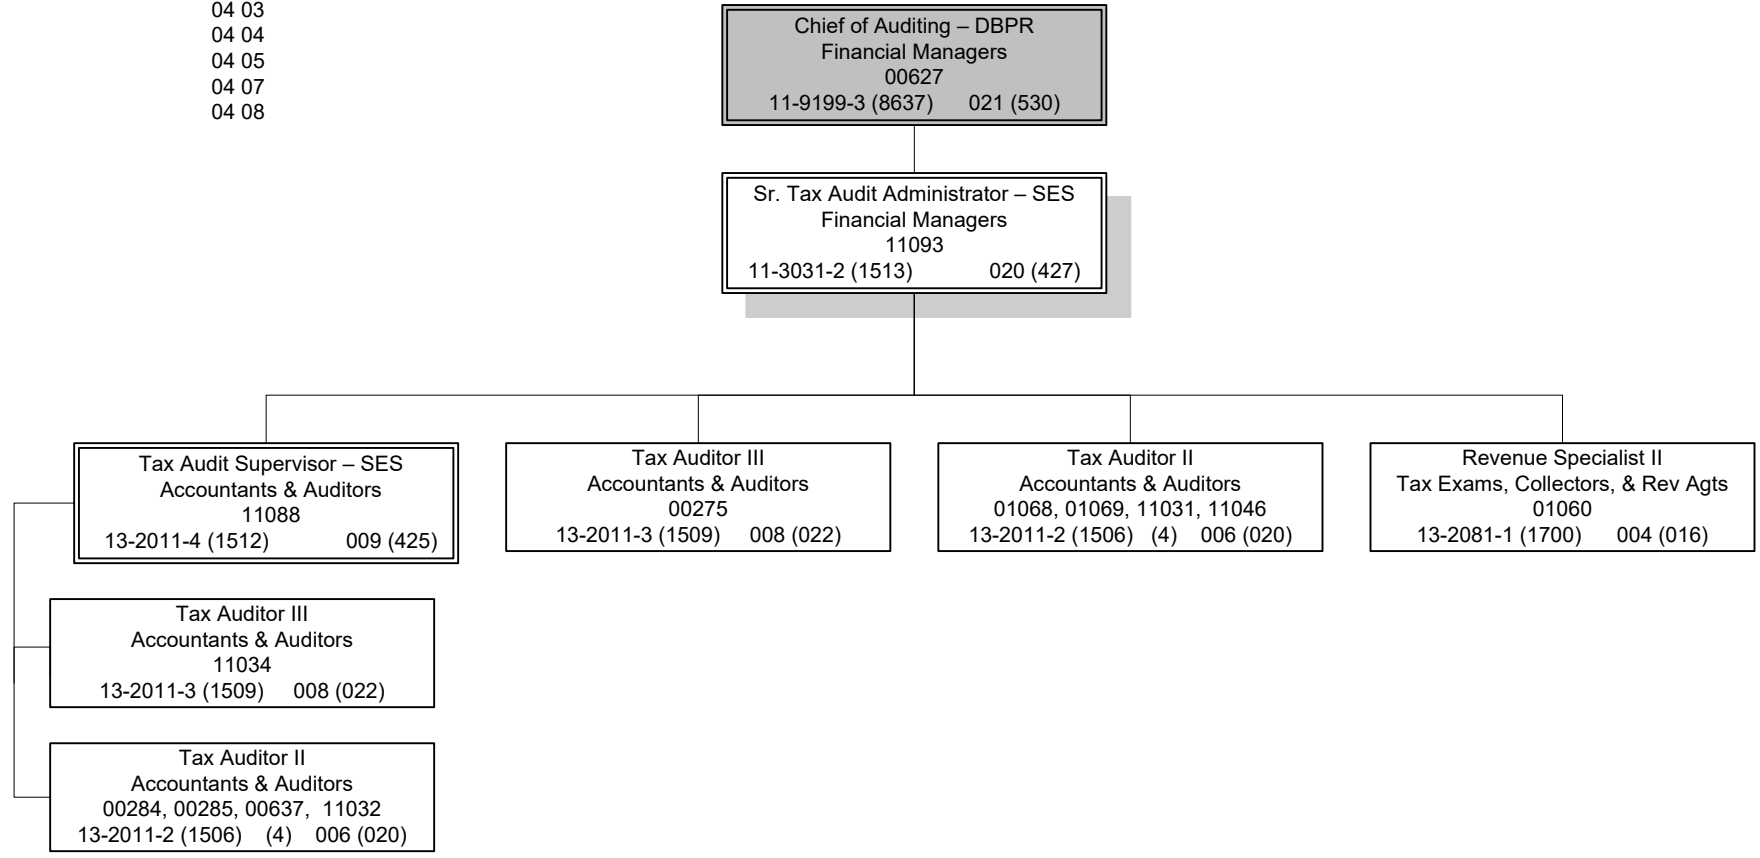 04 03
04 04
04 05
04 07
04 08
Chief of Auditing – DBPR
Financial Managers
00627
11-9199-3 (8637) 021 (530)
Sr. Tax Audit Administrator – SES
Financial Managers
11093
11-3031-2 (1513) 020 (427)
Tax Audit Supervisor – SES
Accountants & Auditors
11088
13-2011-4 (1512) 009 (425)
Tax Auditor III
Accountants & Auditors
00275
13-2011-3 (1509) 008 (022)
Tax Auditor II
Accountants & Auditors
01068, 01069, 11031, 11046
13-2011-2 (1506) (4) 006 (020)
Revenue Specialist II
Tax Exams, Collectors, & Rev Agts
01060
13-2081-1 (1700) 004 (016)
Tax Auditor III
Accountants & Auditors
11034
13-2011-3 (1509) 008 (022)
Tax Auditor II
Accountants & Auditors
00284, 00285, 00637, 11032
13-2011-2 (1506) (4) 006 (020)